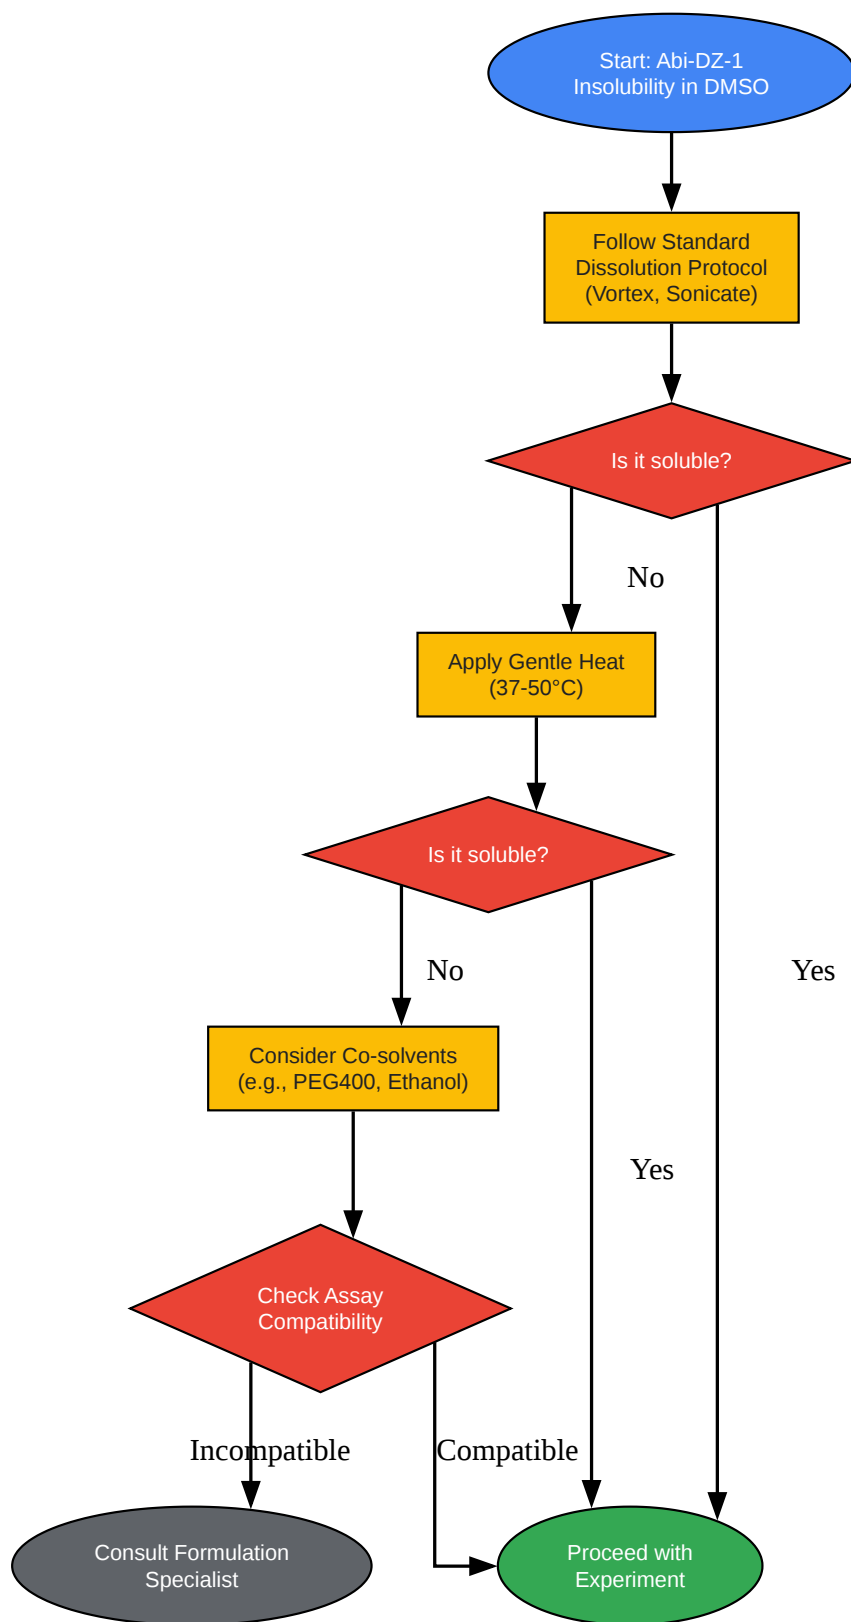 Start: Abi-DZ-1
Insolubility in DMSO
Follow Standard
Dissolution Protocol
(Vortex, Sonicate)
Is it soluble?
No
Apply Gentle Heat
(37-50°C)
Is it soluble?
No
Yes
Consider Co-solvents
(e.g., PEG400, Ethanol)
Yes
Check Assay
Compatibility
Incompatible
Compatible
Consult Formulation
Specialist
Proceed with
Experiment